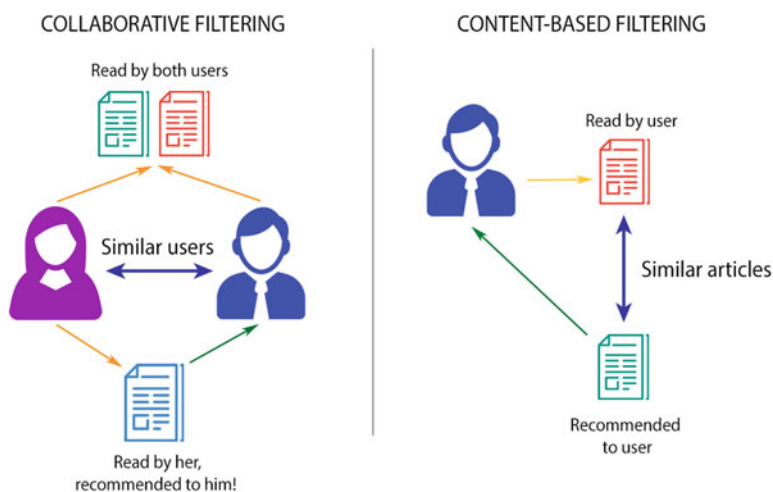 COLLABORATIVE FILTERING
Read by both users
Similar users
Read by her,
recommended to him!
CONTENT-BASED FILTERING
Read by user
Similar articles
Recommended
to user